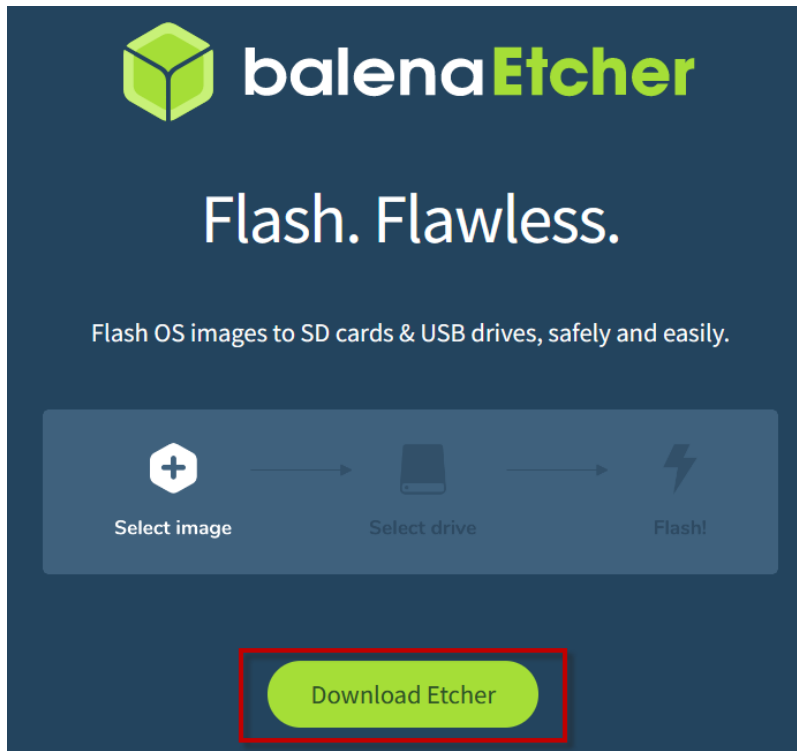 balenaEtcher
Flash. Flawless.
Flash OS images to SD cards & USB drives, safely and easily.
Select image
Select drive
Flash!
Download Etcher